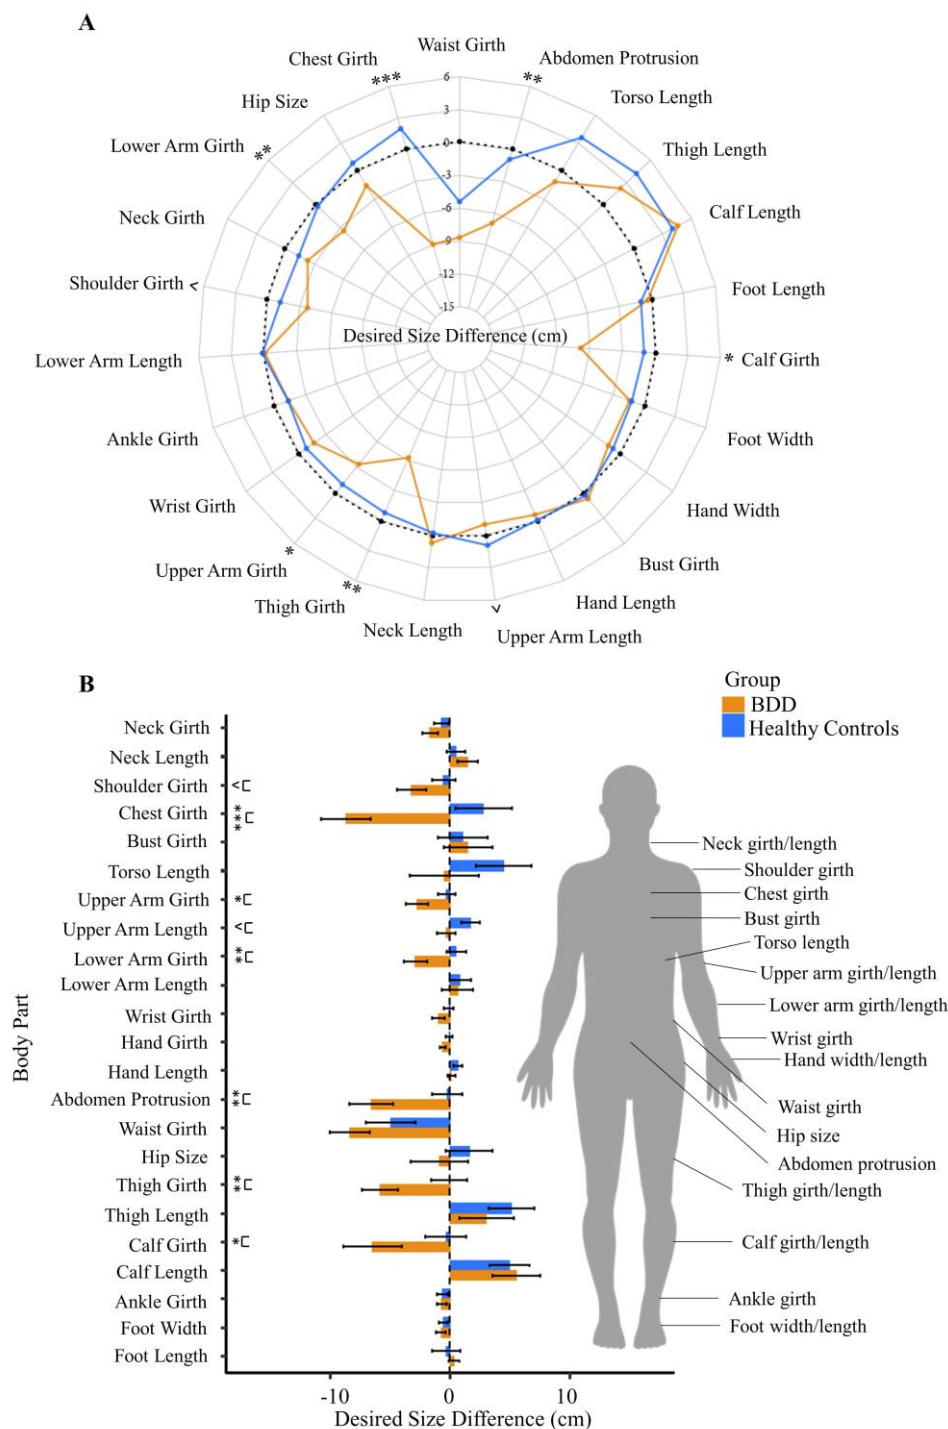 A
Waist Girth
Chest Girth
***
**
Abdomen Protrusion
Hip Size
Torso Length
Lower Arm Girth
**
Thigh Length
Neck Girth
Calf Length
Shoulder Girth
<
Foot Length
Lower Arm Length
*
Calf Girth
Ankle Girth
Foot Width
Wrist Girth
Hand Width
Upper Arm Girth
*
Bust Girth
Thigh Girth
**
Hand Length
Neck Length
<
Upper Arm Length
6
3
0
-3
-6
-9
-12
-15
Desired Size Difference (cm)
B
Group
BDD
Healthy Controls
Body Part
Neck Girth
Neck Length
Shoulder Girth
<
Chest Girth
***
Bust Girth
Torso Length
Upper Arm Girth
*
Upper Arm Length
<
Lower Arm Girth
**
Lower Arm Length
Wrist Girth
Hand Girth
Hand Length
Abdomen Protrusion
**
Waist Girth
Hip Size
Thigh Girth
**
Thigh Length
Calf Girth
*
Calf Length
Ankle Girth
Foot Width
Foot Length
-10
0
10
Desired Size Difference (cm)
Neck girth/length
Shoulder girth
Chest girth
Bust girth
Torso length
Upper arm girth/length
Lower arm girth/length
Wrist girth
Hand width/length
Waist girth
Hip size
Abdomen protrusion
Thigh girth/length
Calf girth/length
Ankle girth
Foot width/length